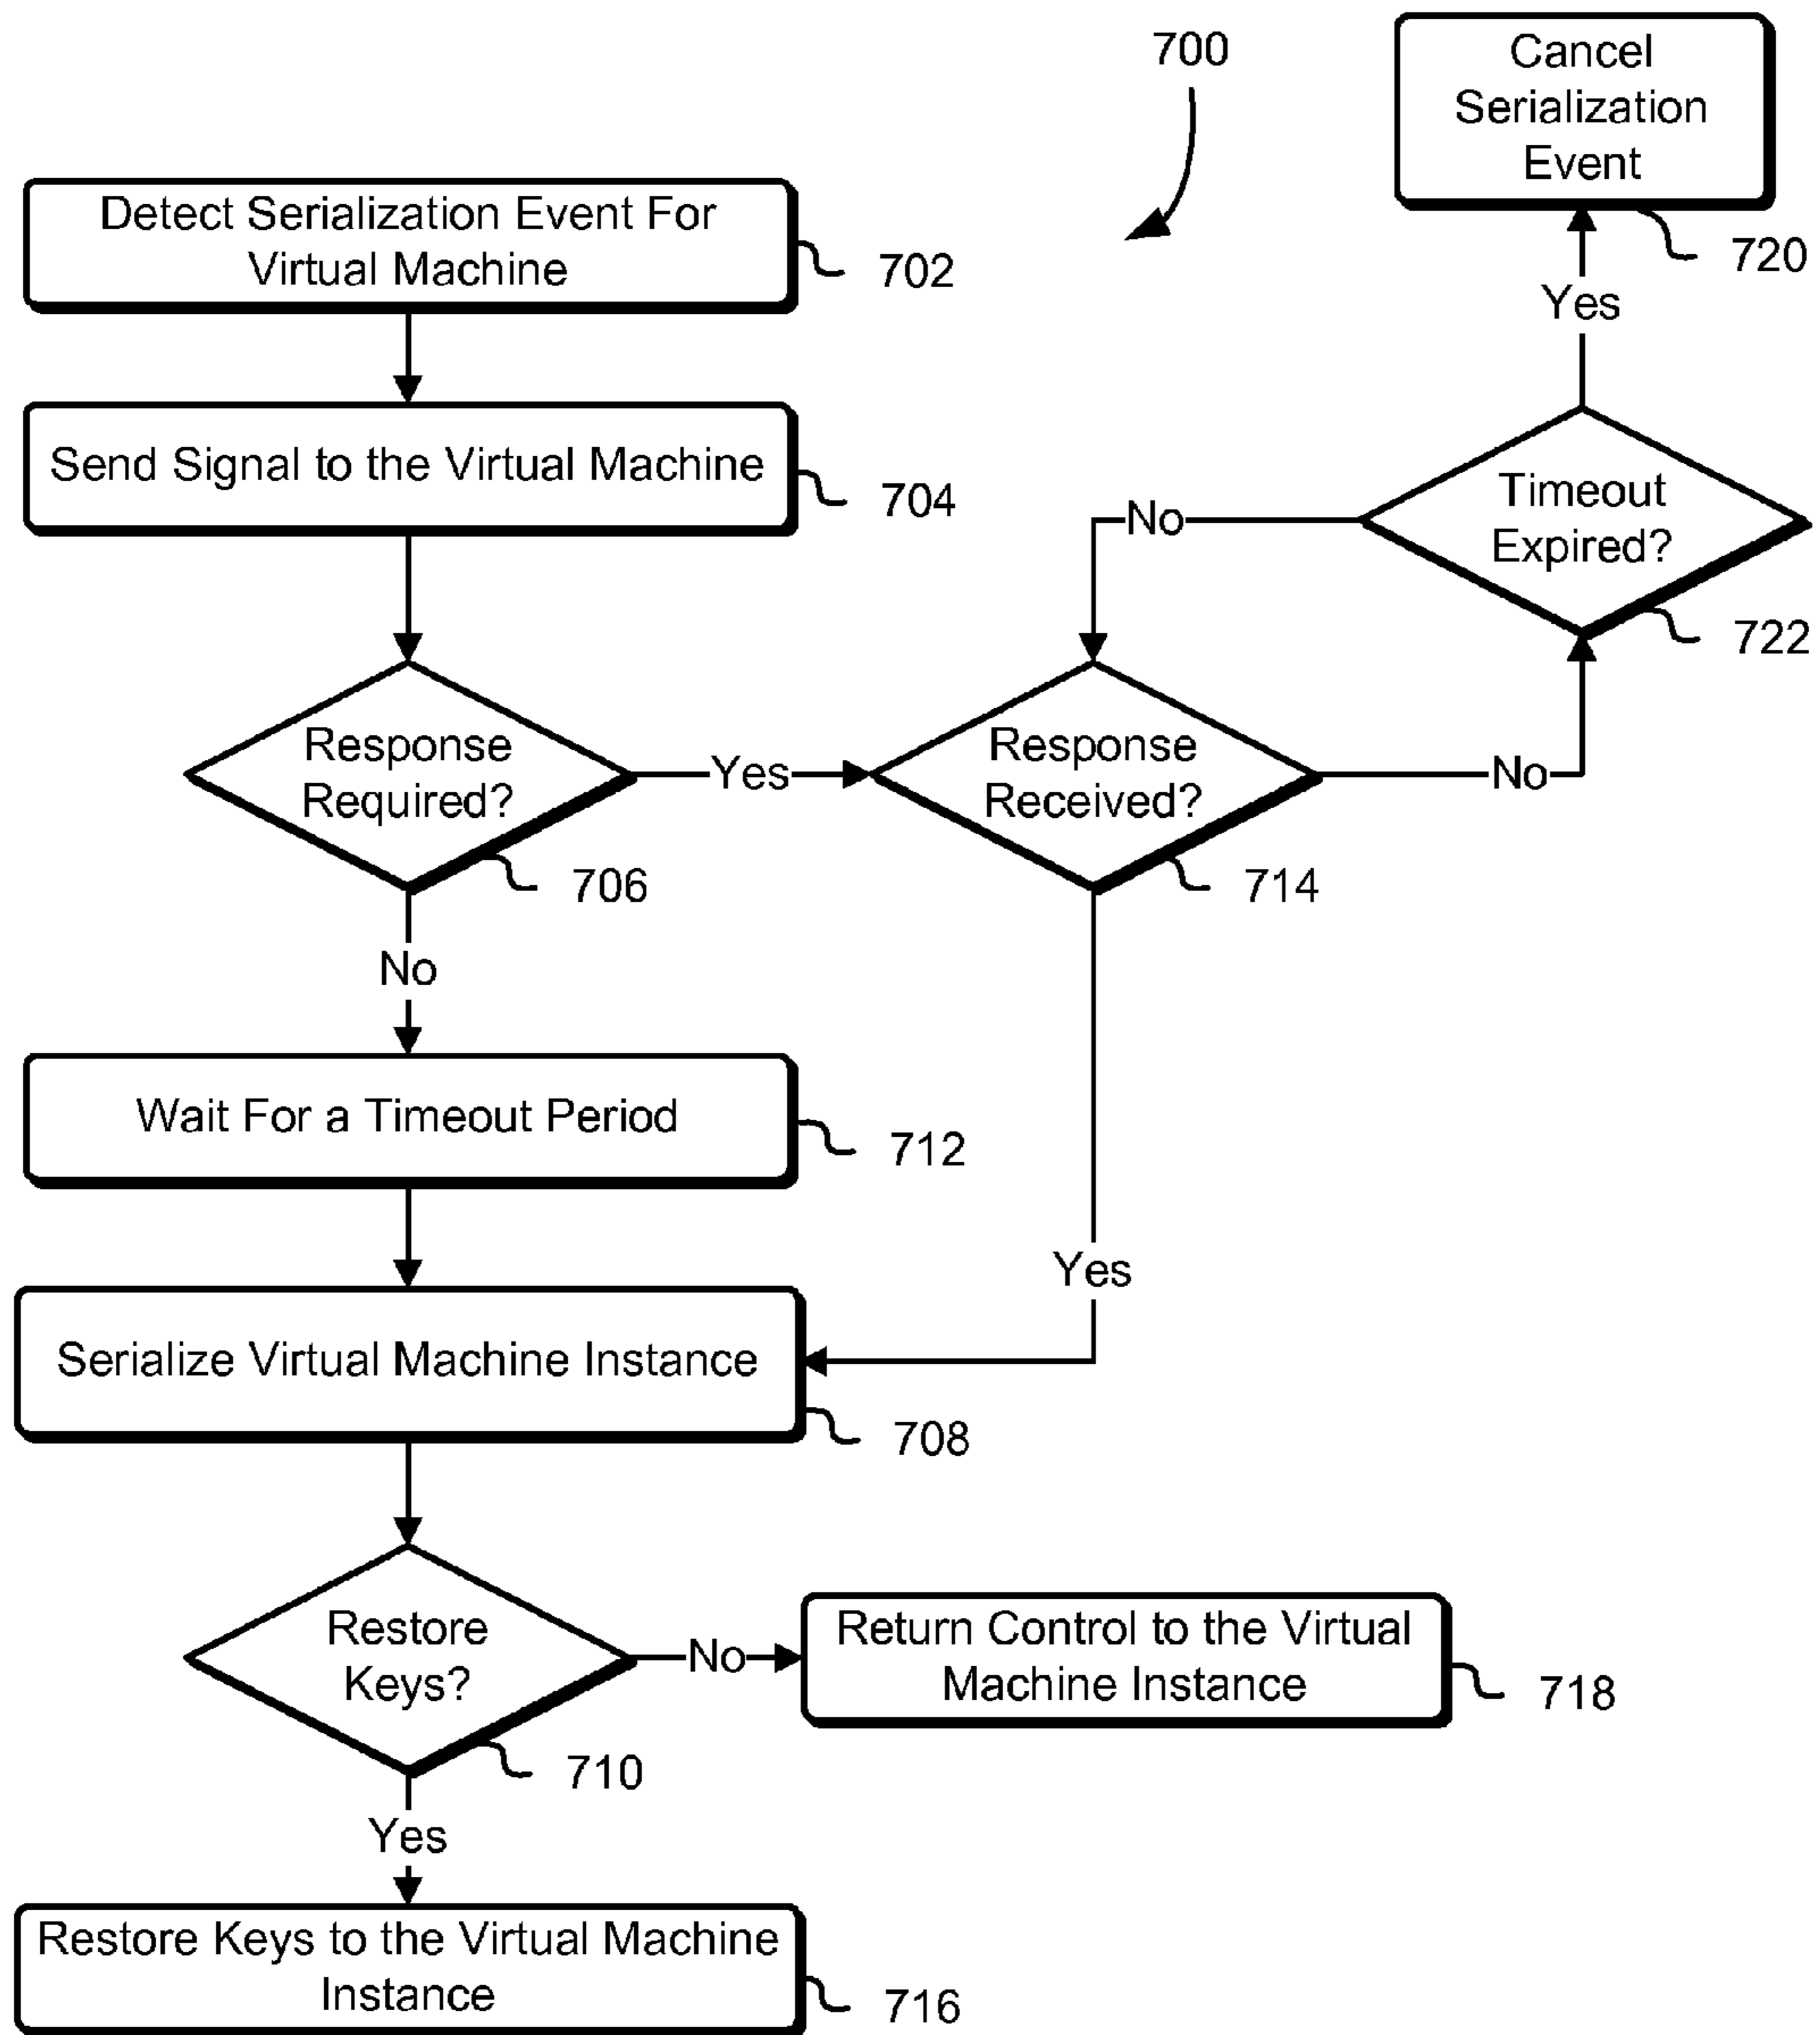 700
Cancel
Serialization
Event
720
Detect Serialization Event For
Virtual Machine
702
Yes
Send Signal to the Virtual Machine
704
Timeout
Expired?
722
No
Response
Required?
706
Yes
Response
Received?
714
No
No
Wait For a Timeout Period
712
Yes
Serialize Virtual Machine Instance
708
Restore
Keys?
710
No
Return Control to the Virtual
Machine Instance
718
Yes
Restore Keys to the Virtual Machine
Instance
716